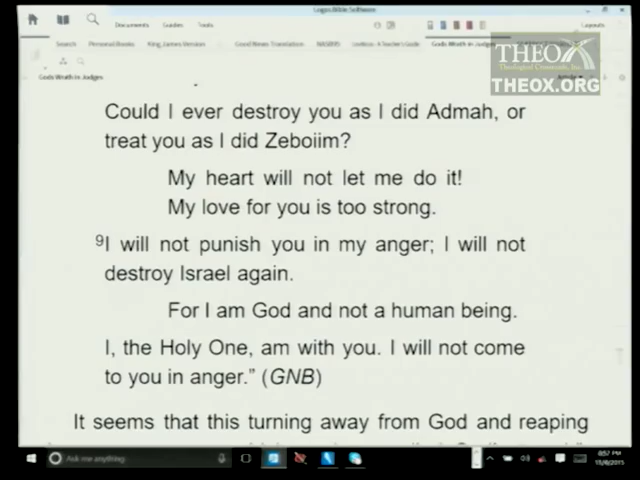 Logos Bible Software
Documents Guides Tools Layouts
Search Personal Books King James Version Good News Translation NASB95 Leviticus - A Teacher's Guide Gods Wrath in Judges
Gods Wrath in Judges
THEOX
THEOX.ORG
Could I ever destroy you as I did Admah, or
treat you as I did Zeboiim?
My heart will not let me do it!
My love for you is too strong.
9I will not punish you in my anger; I will not
destroy Israel again.
For I am God and not a human being.
I, the Holy One, am with you. I will not come
to you in anger.” (GNB)
It seems that this turning away from God and reaping
Ask me anything